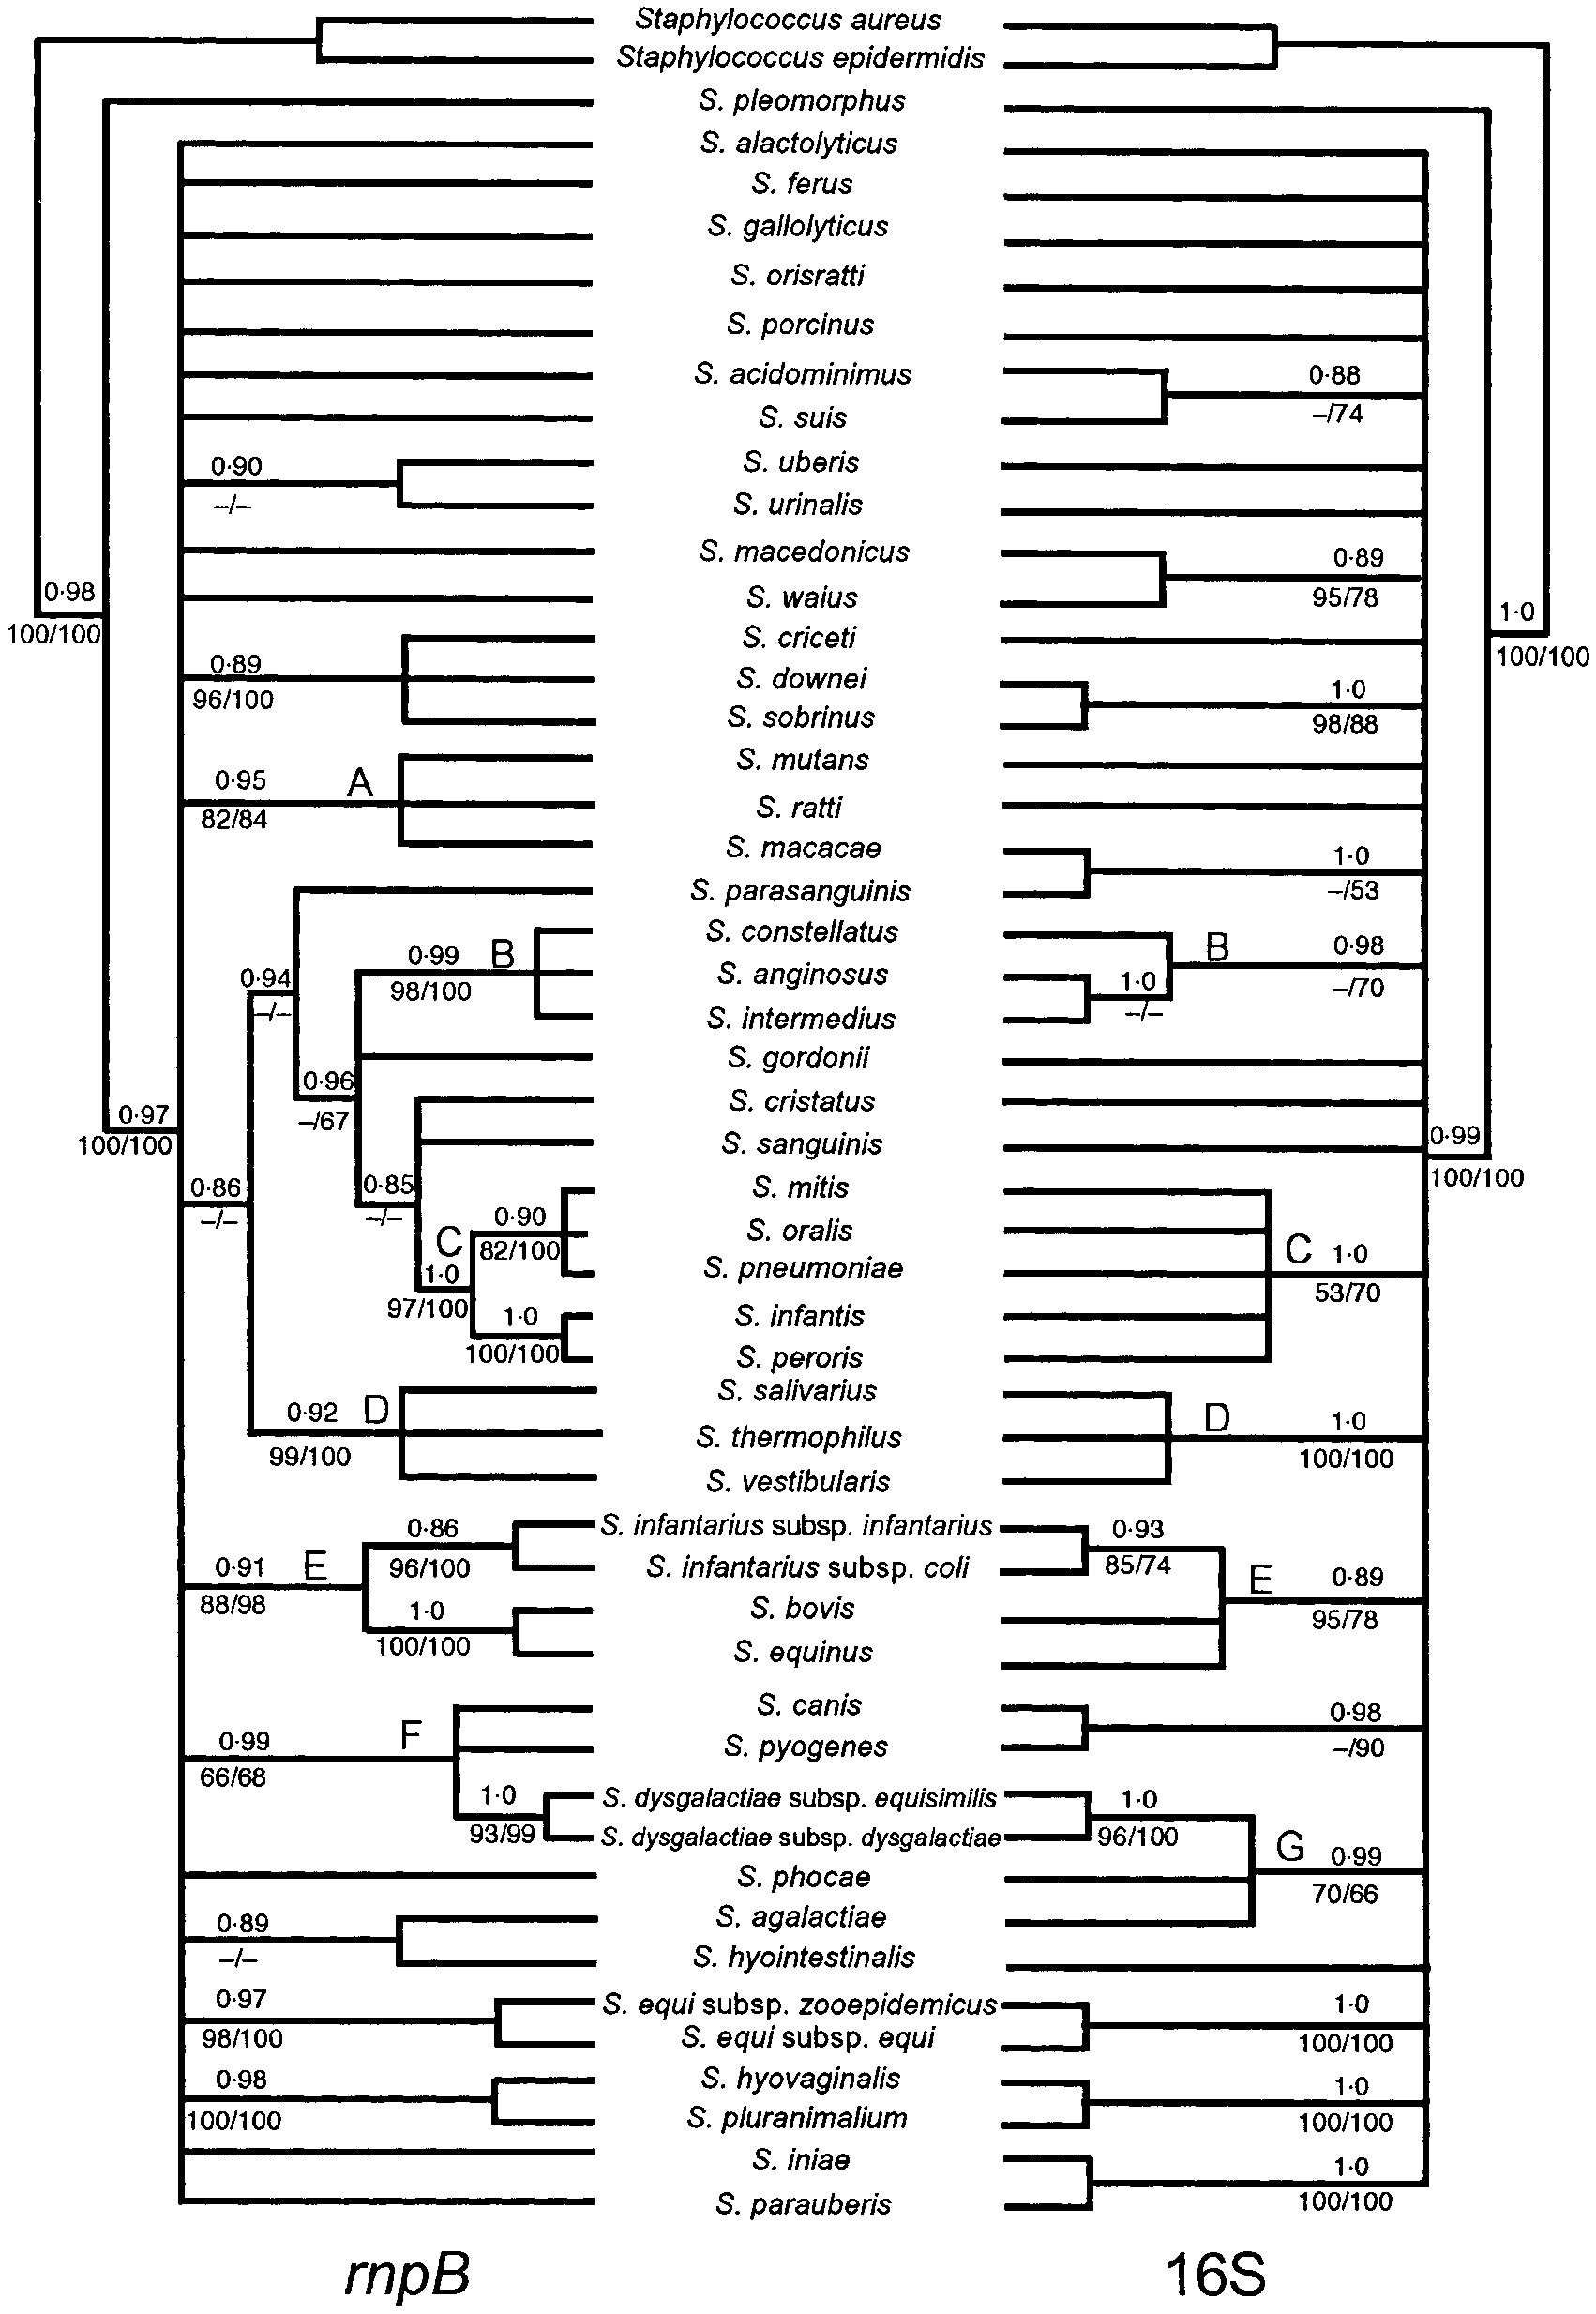 Staphylococcus aureus
Staphylococcus epidermidis
S. pleomorphus
S. alactolyticus
S. ferus
S. gallolyticus
S. orisratti
S. porcinus
S. acidominimus 0·88
S. suis –/74
0·90 S. uberis
–/– S. urinalis
S. macedonicus 0·89
0·98 S. waius 95/78 1·0
100/100 S. criceti 100/100
0·89 S. downei 1·0
96/100 S. sobrinus 98/88
0·95 A S. mutans
82/84 S. ratti
S. macacae 1·0
S. parasanguinis –/53
0·99 B S. constellatus B 0·98
0·94 98/100 S. anginosus 1·0 –/70
–/– S. intermedius –/–
S. gordonii
0·96 S. cristatus
0·97 –/67 S. sanguinis 0·99
100/100 100/100
0·86 0·85 S. mitis
–/– –/– 0·90 S. oralis
C 82/100 S. pneumoniae C 1·0
1·0 53/70
97/100 1·0 S. infantis
100/100 S. peroris
0·92 D S. salivarius D 1·0
99/100 S. thermophilus 100/100
S. vestibularis
0·86 S. infantarius subsp. infantarius 0·93
0·91 E 96/100 S. infantarius subsp. coli 85/74 E 0·89
88/98 1·0 S. bovis 95/78
100/100 S. equinus
0·99 F S. canis 0·98
66/68 S. pyogenes –/90
1·0 S. dysgalactiae subsp. equisimilis 1·0
93/99 S. dysgalactiae subsp. dysgalactiae 96/100 G 0·99
S. phocae 70/66
0·89 S. agalactiae
–/– S. hyointestinalis
0·97 S. equi subsp. zooepidemicus 1·0
98/100 S. equi subsp. equi 100/100
0·98 S. hyovaginalis 1·0
100/100 S. pluranimalium 100/100
S. iniae 1·0
S. parauberis 100/100
rnpB 16S